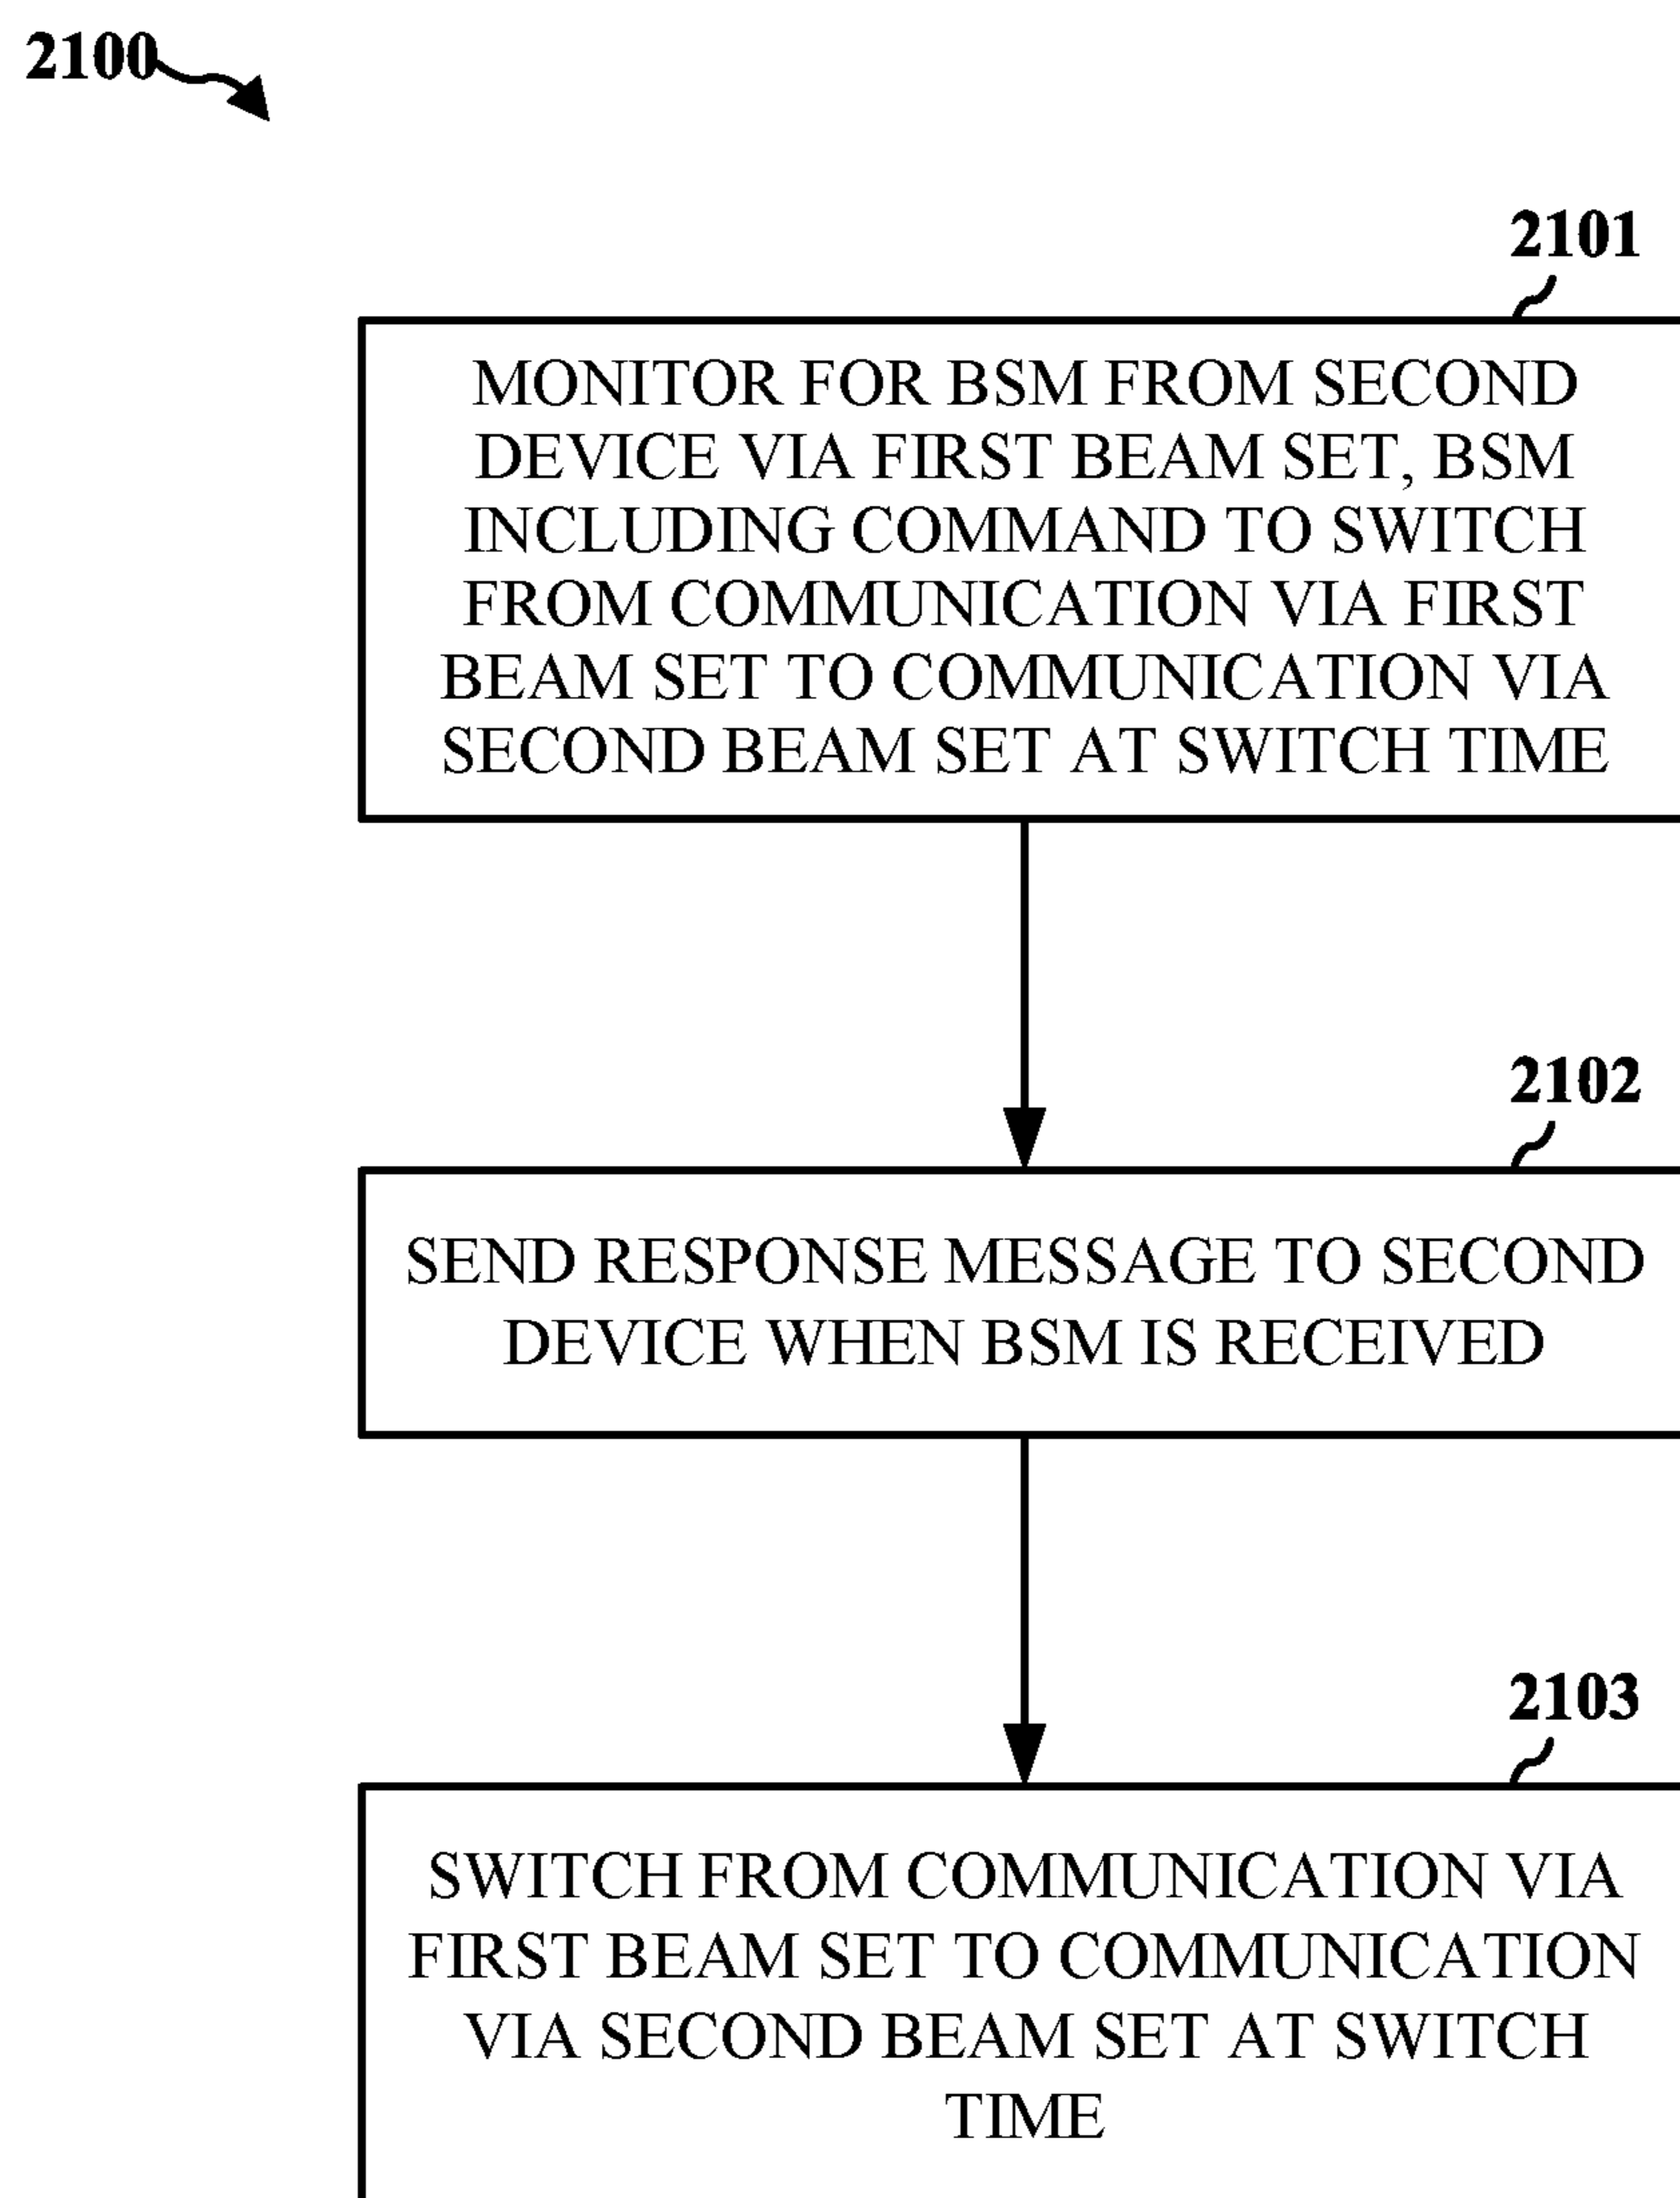 2100
2101
MONITOR FOR BSM FROM SECOND
DEVICE VIA FIRST BEAM SET, BSM
INCLUDING COMMAND TO SWITCH
FROM COMMUNICATION VIA FIRST
BEAM SET TO COMMUNICATION VIA
SECOND BEAM SET AT SWITCH TIME
2102
SEND RESPONSE MESSAGE TO SECOND
DEVICE WHEN BSM IS RECEIVED
2103
SWITCH FROM COMMUNICATION VIA
FIRST BEAM SET TO COMMUNICATION
VIA SECOND BEAM SET AT SWITCH
TIME